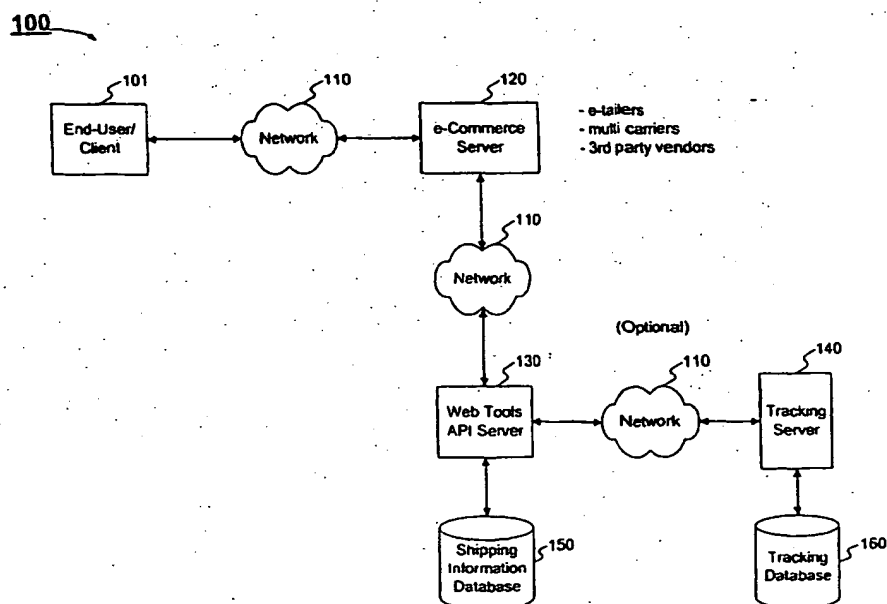 100
101
110
120
End-User/
Client
Network
e-Commerce
Server
- e-tailers
- multi carriers
- 3rd party vendors
110
Network
(Optional)
130
110
140
Web Tools
API Server
Network
Tracking
Server
Shipping
Information
Database
150
Tracking
Database
160